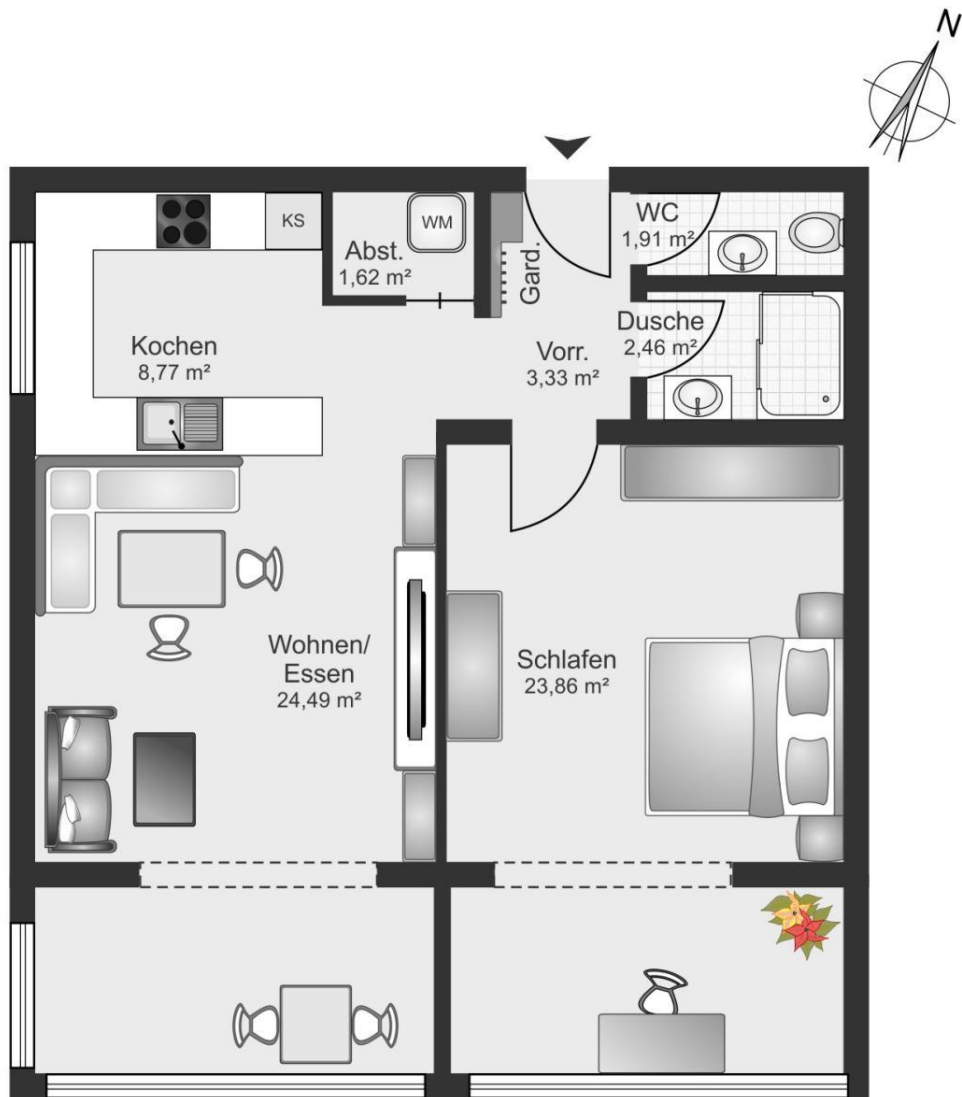 N
KS
WM
Abst.
1,62 m²
Gard.
WC
1,91 m²
Kochen
8,77 m²
Vorr.
3,33 m²
Dusche
2,46 m²
Wohnen/
Essen
24,49 m²
Schlafen
23,86 m²